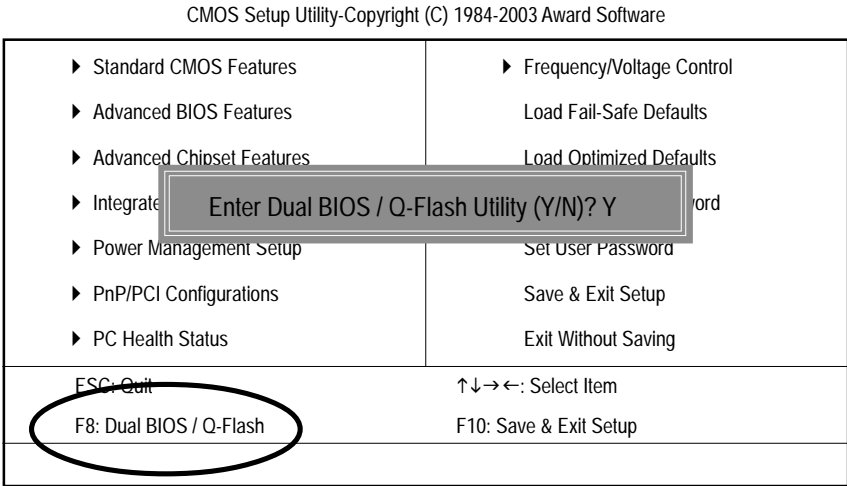 CMOS Setup Utility-Copyright (C) 1984-2003 Award Software
Standard CMOS Features
Advanced BIOS Features
Advanced Chipset Features
Integrate
Power Management Setup
PnP/PCI Configurations
PC Health Status
Frequency/Voltage Control
Load Fail-Safe Defaults
Load Optimized Defaults
Set User Password
Save & Exit Setup
Exit Without Saving
Enter Dual BIOS / Q-Flash Utility (Y/N)? Y
ESC: Quit
↑↓→←: Select Item
F8: Dual BIOS / Q-Flash
F10: Save & Exit Setup